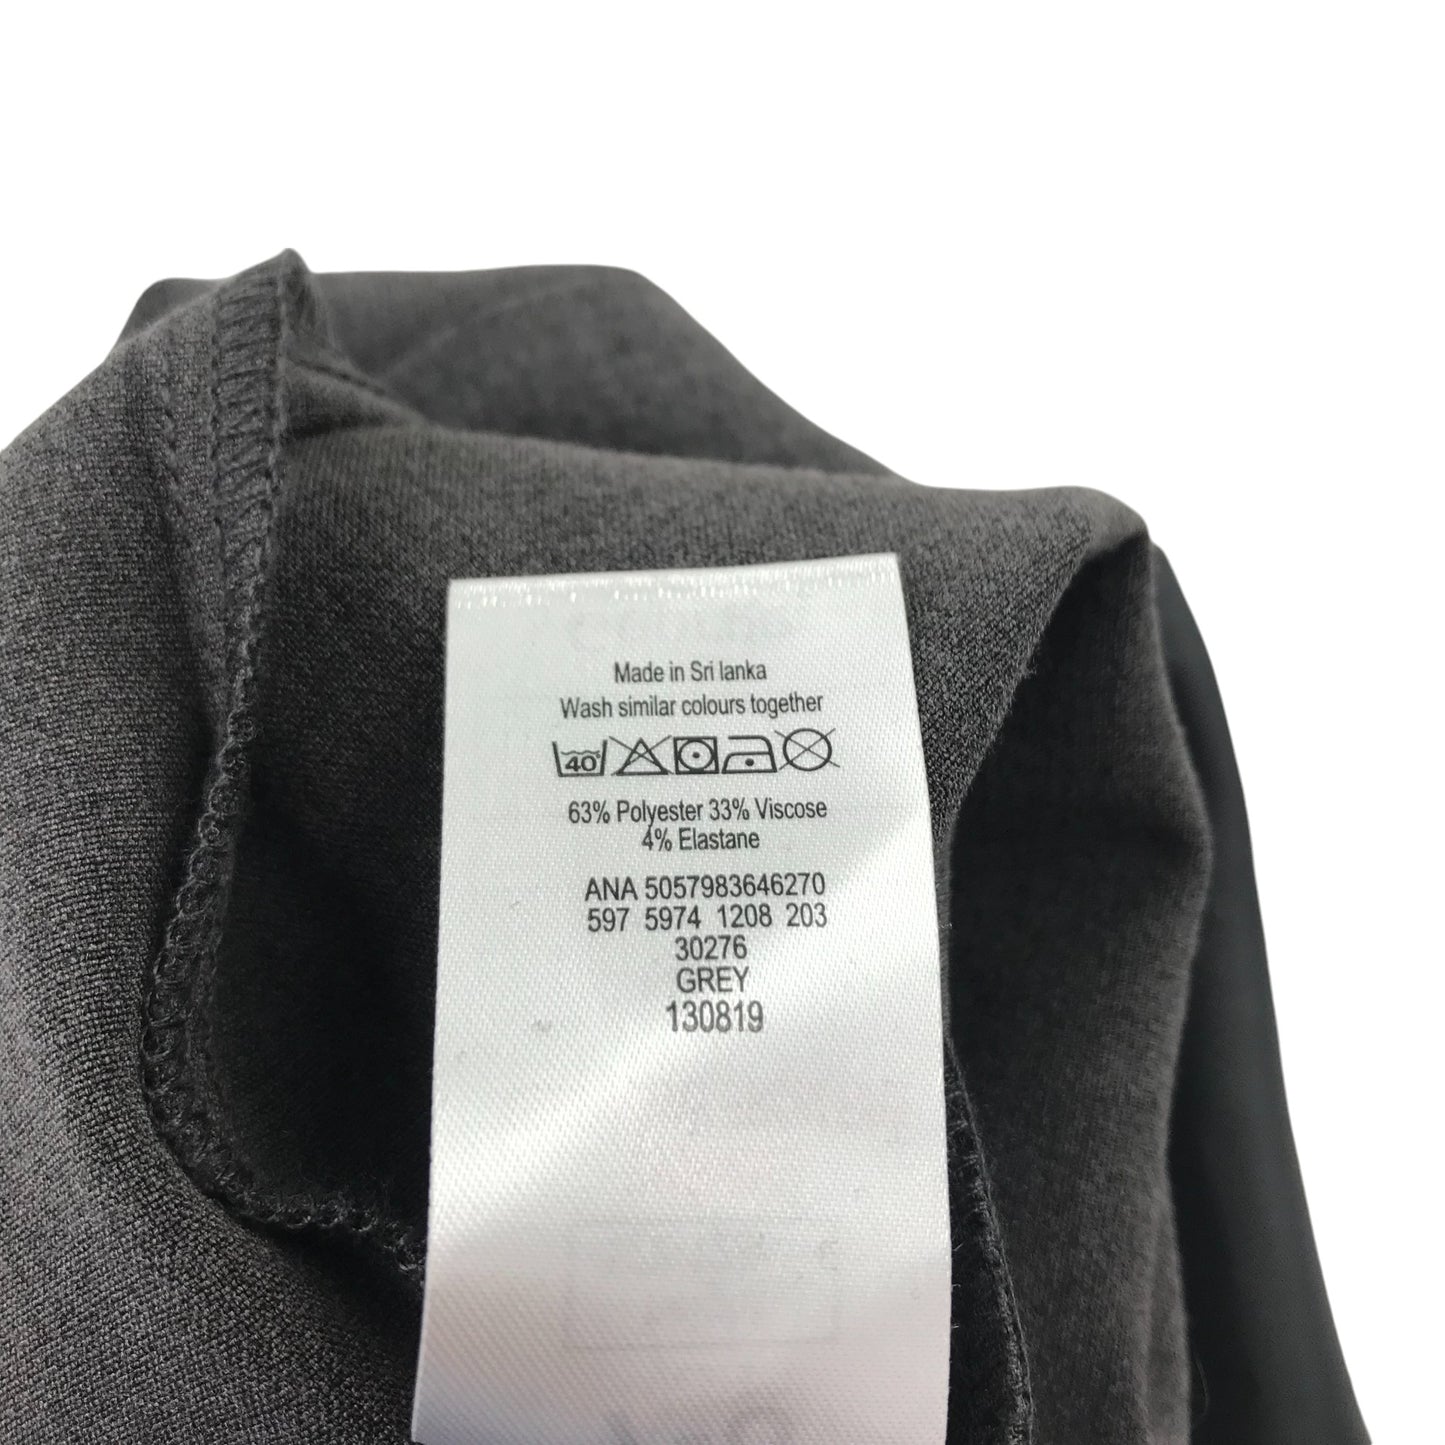 Made in Sri lanka
Wash similar colours together
40°
63% Polyester 33% Viscose
4% Elastane
ANA 5057983646270
597 5974 1208 203
30276
GREY
130819